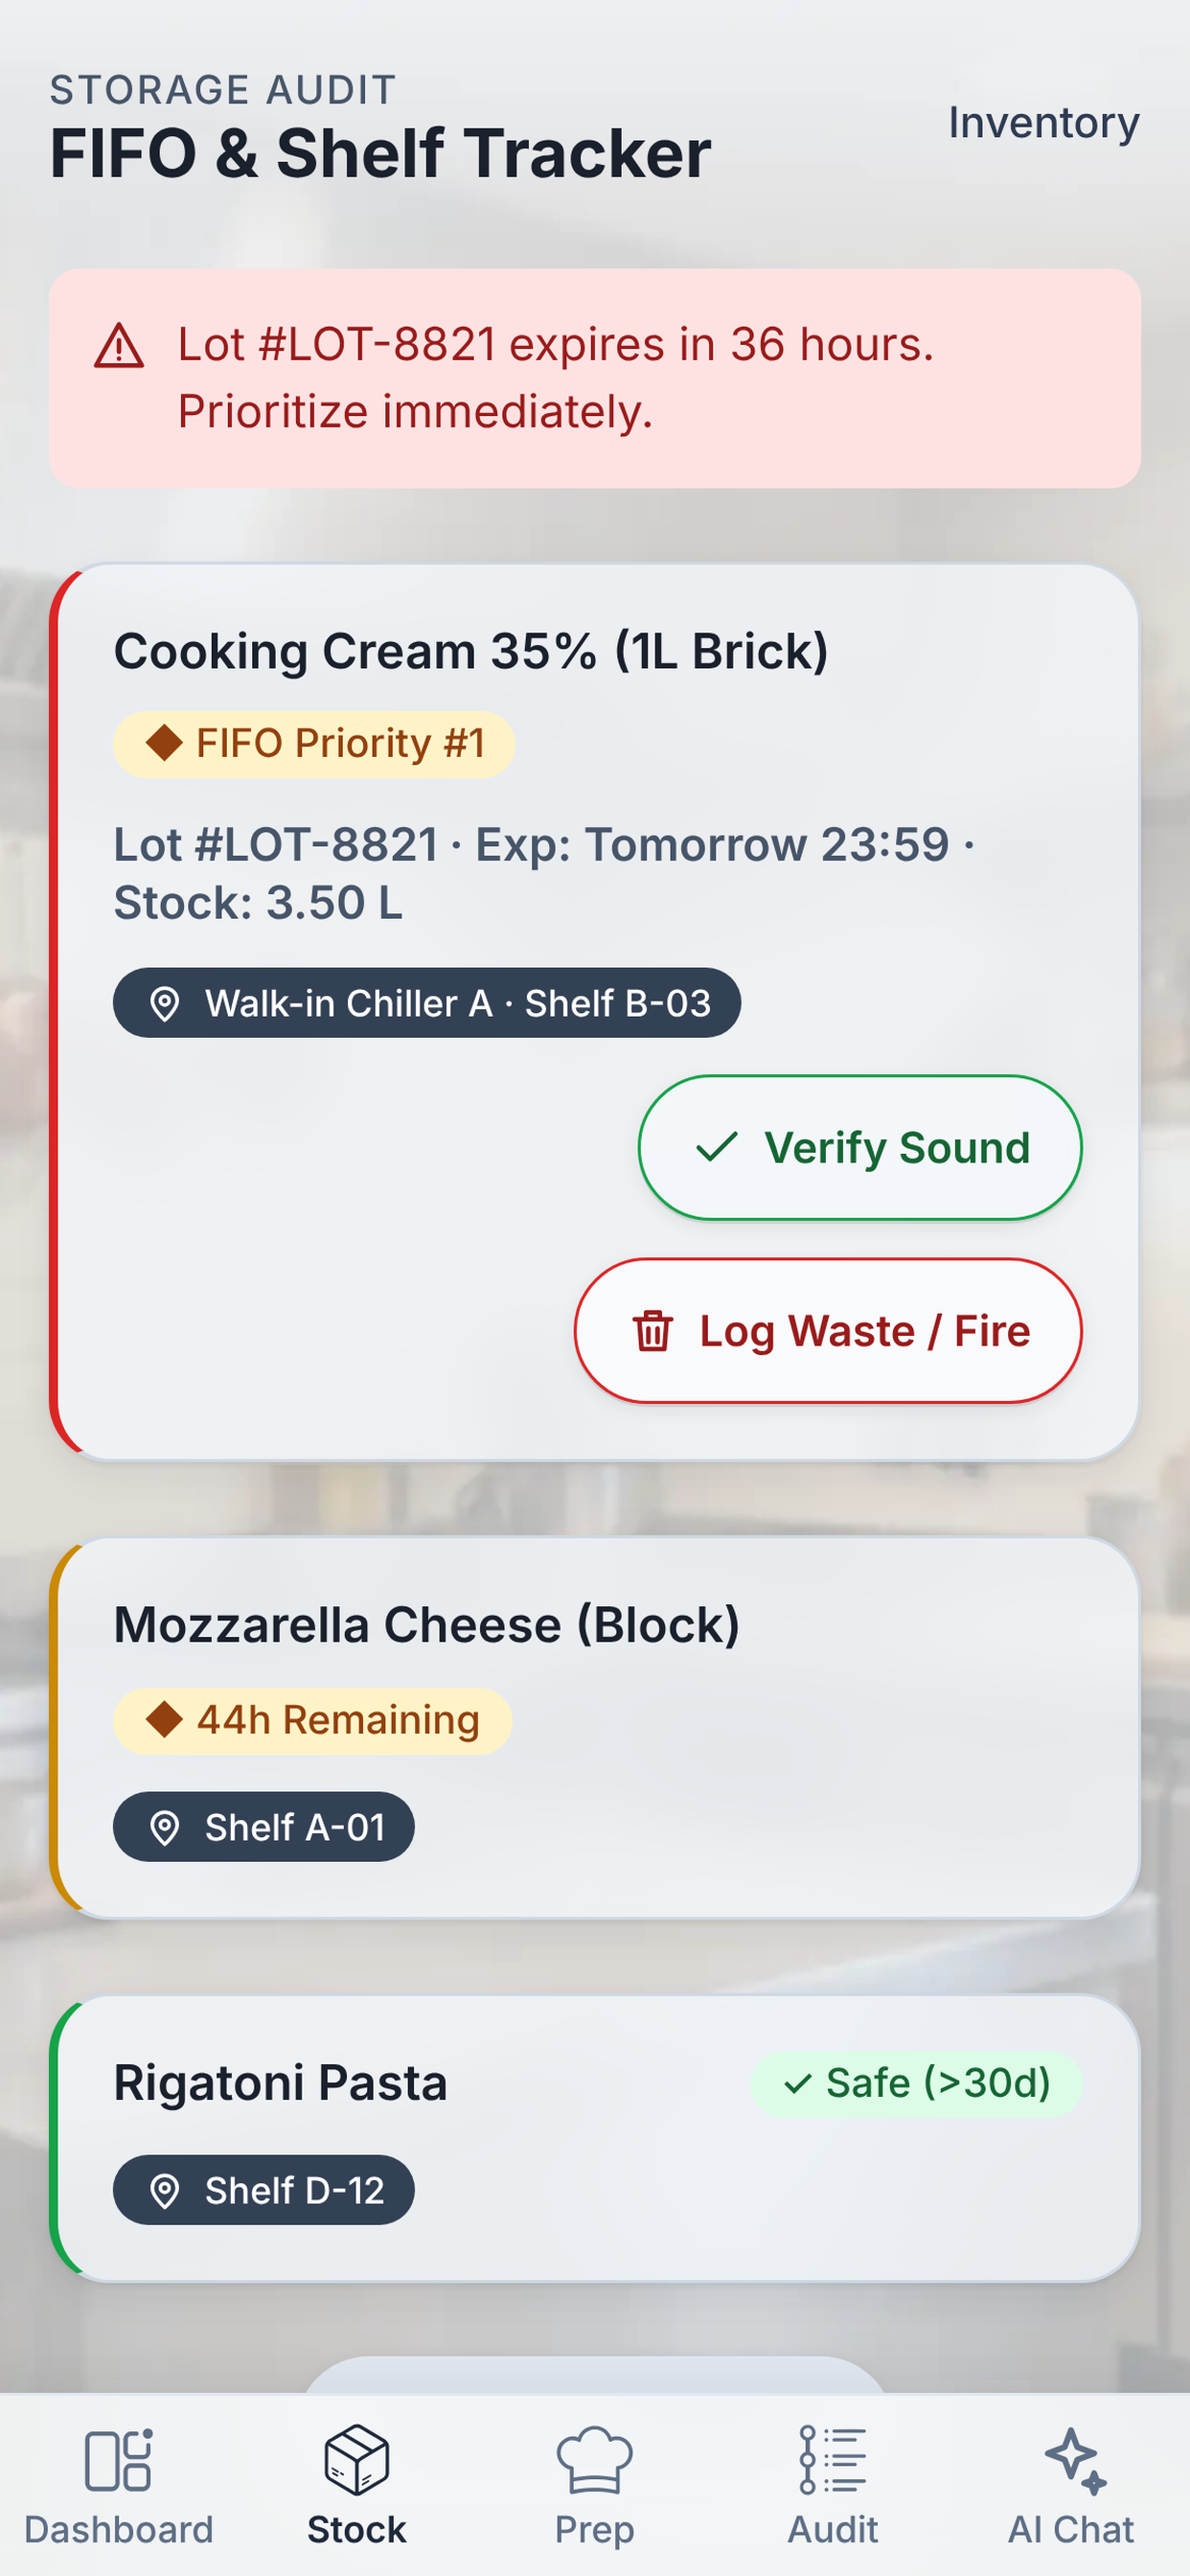 STORAGE AUDIT
FIFO & Shelf Tracker
Inventory
Lot #LOT-8821 expires in 36 hours.
Prioritize immediately.
Cooking Cream 35% (1L Brick)
FIFO Priority #1
Lot #LOT-8821 · Exp: Tomorrow 23:59 ·
Stock: 3.50 L
Walk-in Chiller A · Shelf B-03
Verify Sound
Log Waste / Fire
Mozzarella Cheese (Block)
44h Remaining
Shelf A-01
Rigatoni Pasta
Safe (>30d)
Shelf D-12
Dashboard
Stock
Prep
Audit
AI Chat